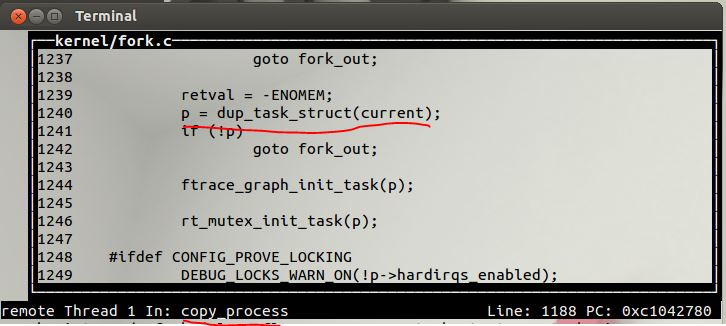 Terminal
kernel/fork.c
1237 goto fork_out;
1238
1239 retval = -ENOMEM;
1240 p = dup_task_struct(current);
1241 if (!p)
1242 goto fork_out;
1243
1244 ftrace_graph_init_task(p);
1245
1246 rt_mutex_init_task(p);
1247
1248 #ifdef CONFIG_PROVE_LOCKING
1249 DEBUG_LOCKS_WARN_ON(!p->hardirqs_enabled);
remote Thread 1 In: copy_process Line: 1188 PC: 0xc1042780